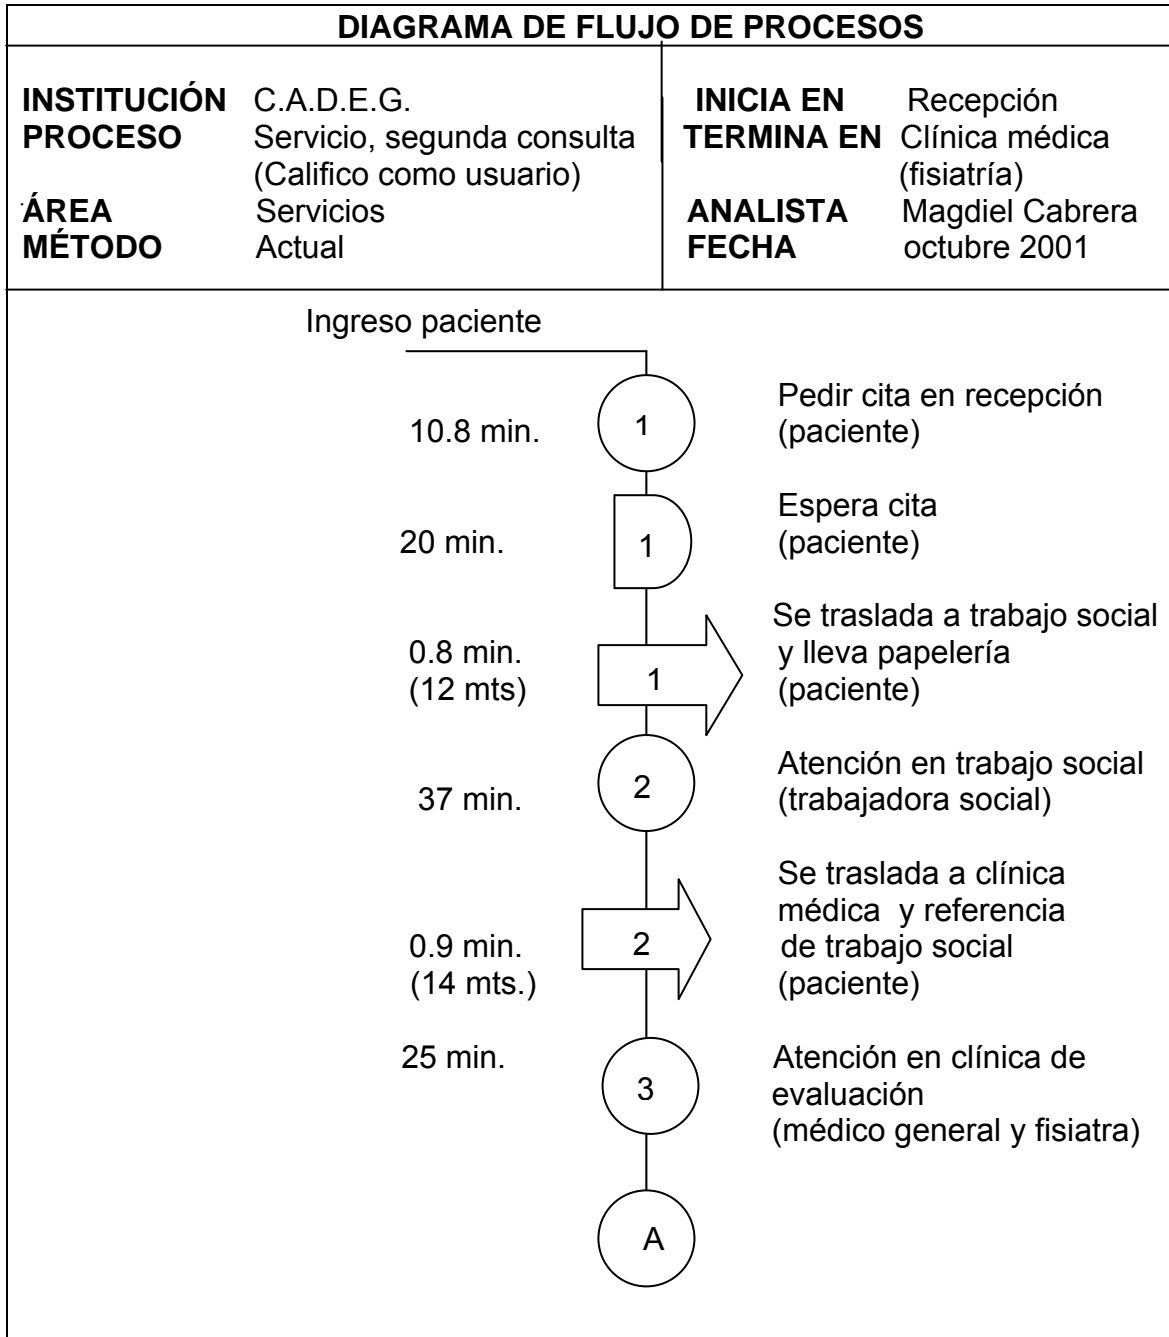 DIAGRAMA DE FLUJO DE PROCESOS
INSTITUCIÓN C.A.D.E.G.
PROCESO Servicio, segunda consulta
(Califico como usuario)
ÁREA Servicios
MÉTODO Actual
INICIA EN Recepción
TERMINA EN Clínica médica
(fisiatría)
ANALISTA Magdiel Cabrera
FECHA octubre 2001
Ingreso paciente
10.8 min.
1
Pedir cita en recepción
(paciente)
20 min.
1
Espera cita
(paciente)
0.8 min.
(12 mts)
1
Se traslada a trabajo social
y lleva papelería
(paciente)
37 min.
2
Atención en trabajo social
(trabajadora social)
0.9 min.
(14 mts.)
2
Se traslada a clínica
médica y referencia
de trabajo social
(paciente)
25 min.
3
Atención en clínica de
evaluación
(médico general y fisiatra)
A